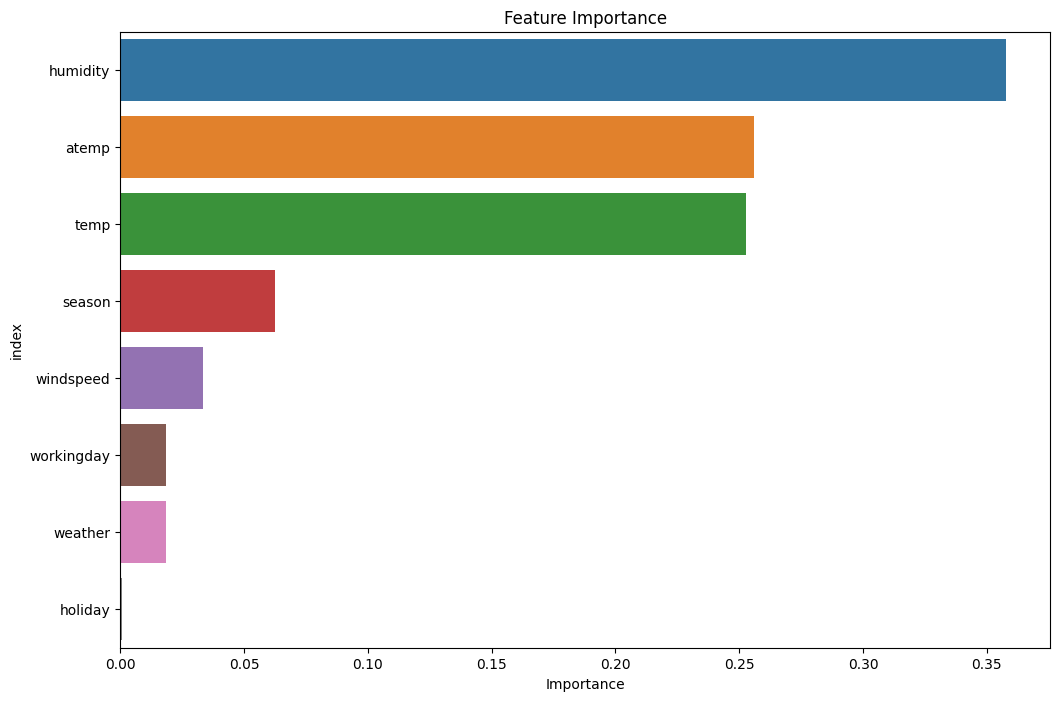 Feature Importance
humidity
atemp
temp
season
windspeed
workingday
weather
holiday
index
0.00 0.05 0.10 0.15 0.20 0.25 0.30 0.35
Importance